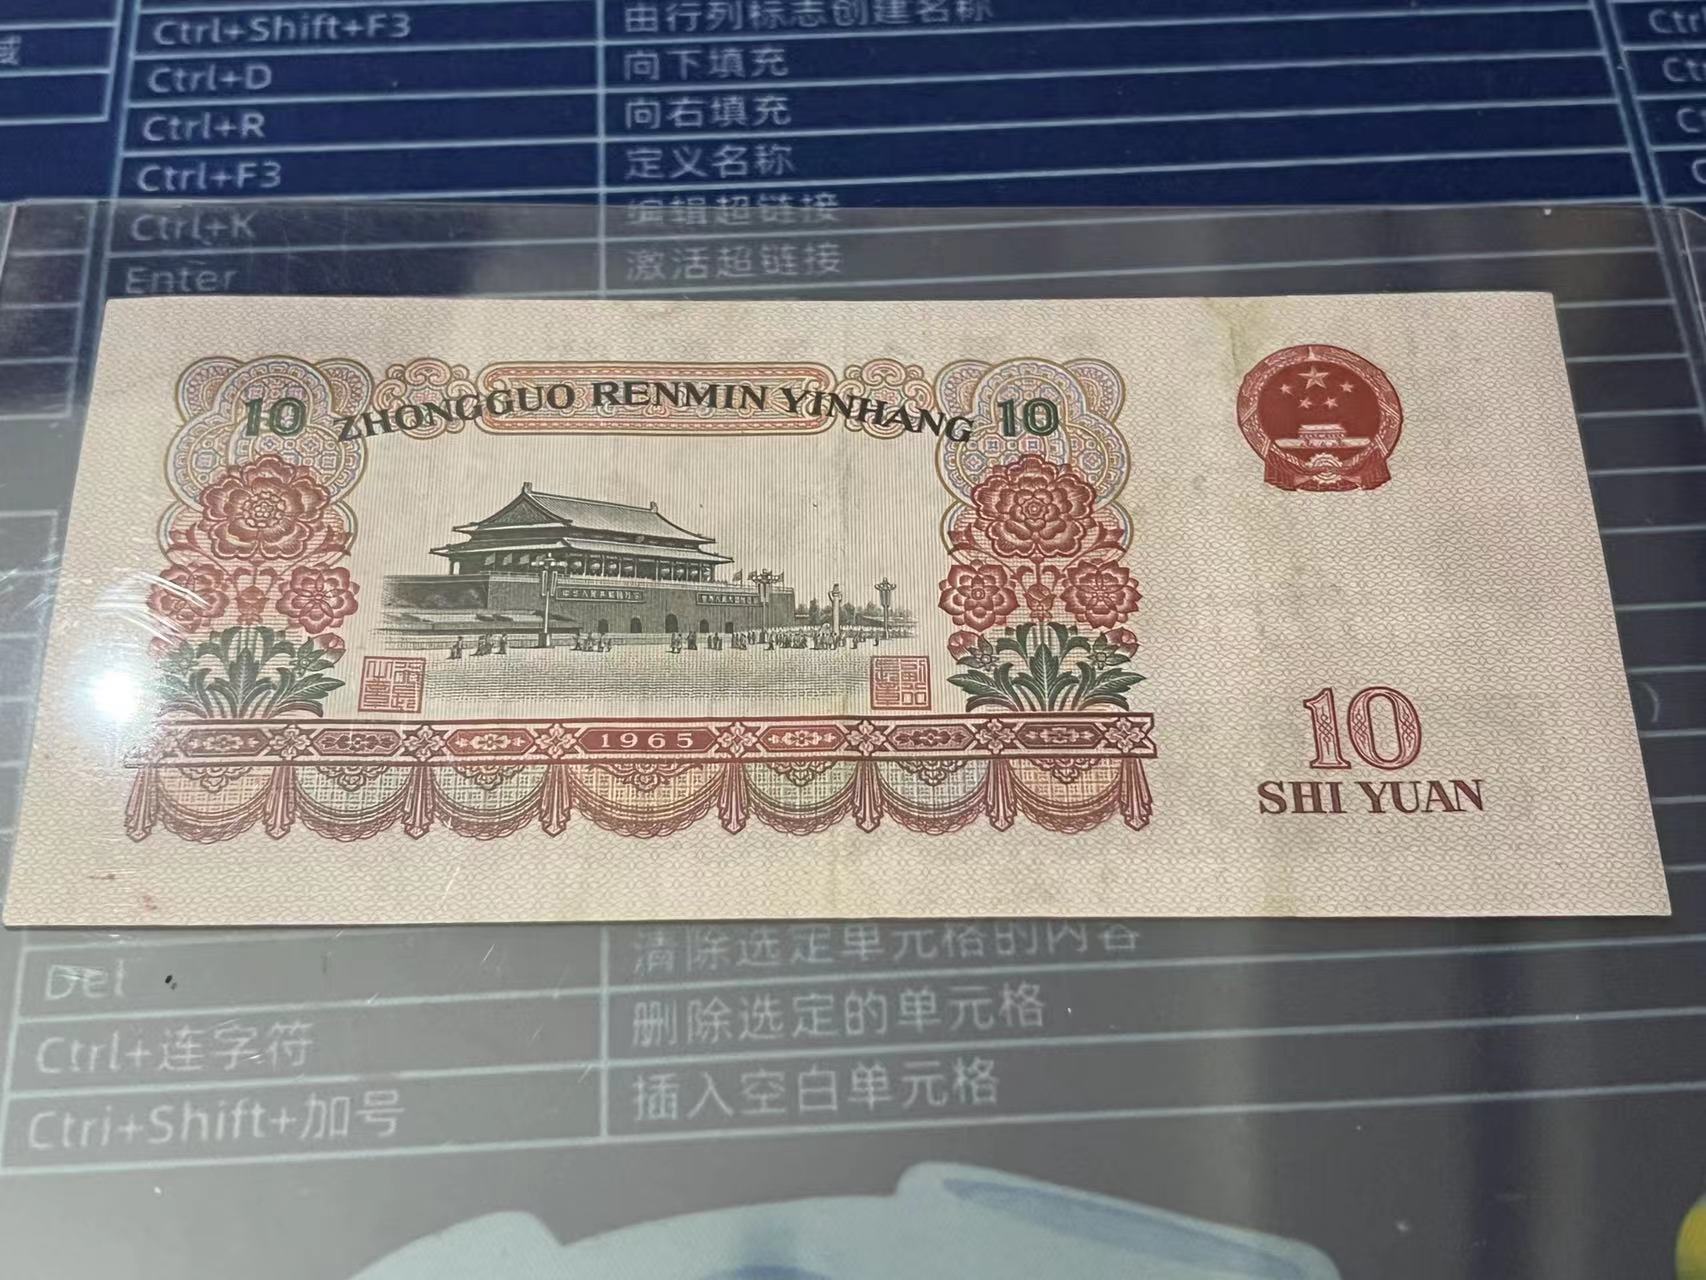 Ctrl+Shift+F3 由行列标志创建名称
Ctrl+D 向下填充
Ctrl+R 向右填充
Ctrl+F3 定义名称
Ctrl+K 编辑超链接
Enter 激活超链接
10 ZHONGGUO RENMIN YINHANG 10
1965
10
SHI YUAN
Del 清除选定单元格的内容
Ctrl+连字符 删除选定的单元格
Ctri+Shift+加号 插入空白单元格